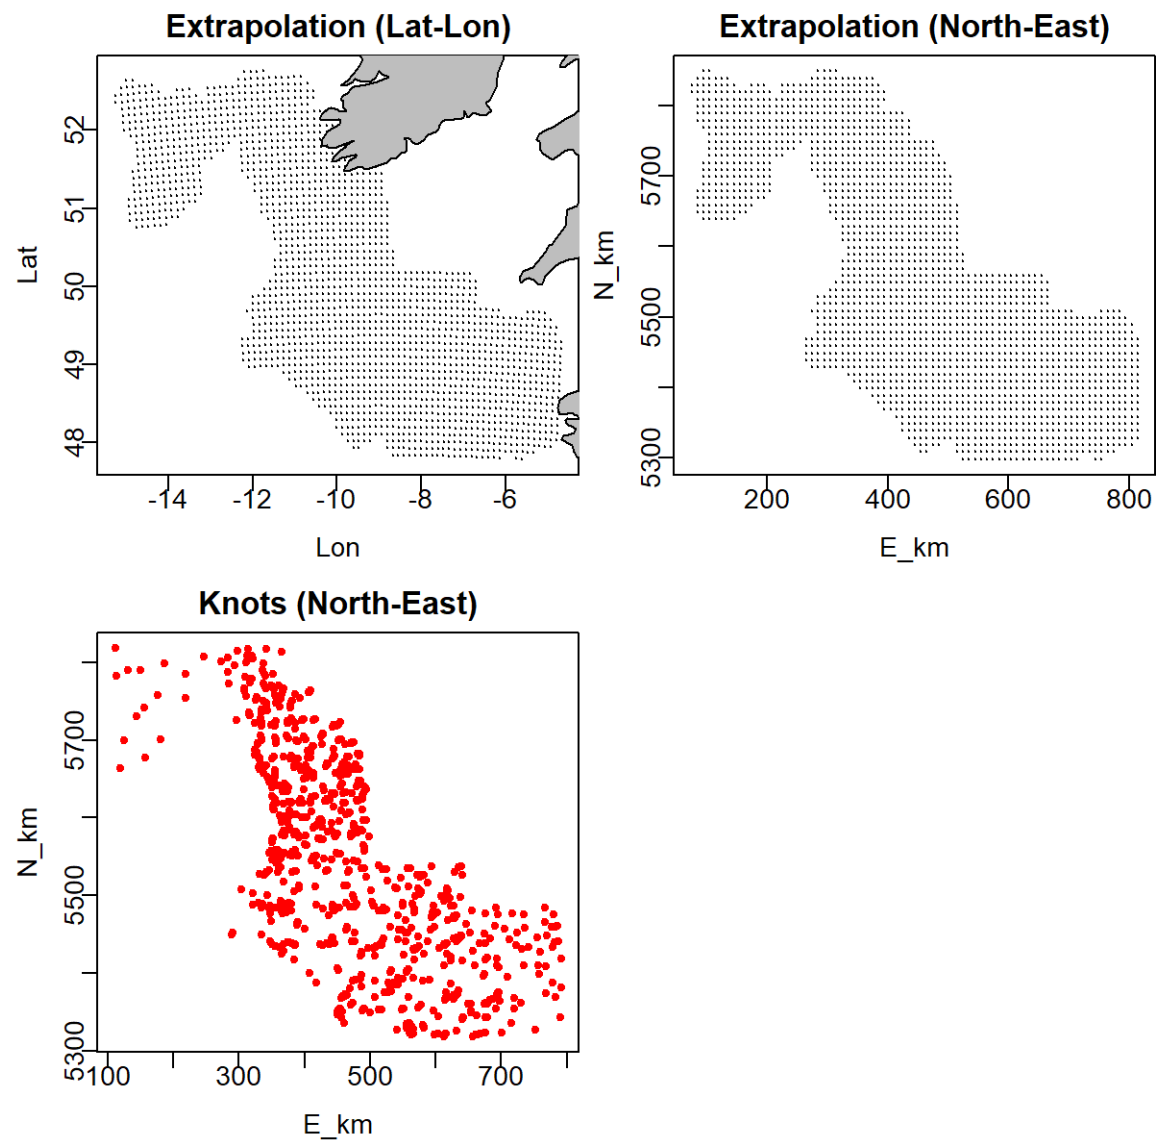 Extrapolation (Lat-Lon)
Lat
52
51
50
49
48
-14
-12
-10
-8
-6
Lon
Extrapolation (North-East)
N_km
5700
5500
5300
200
400
600
800
E_km
Knots (North-East)
N_km
5700
5500
5300
100
300
500
700
E_km